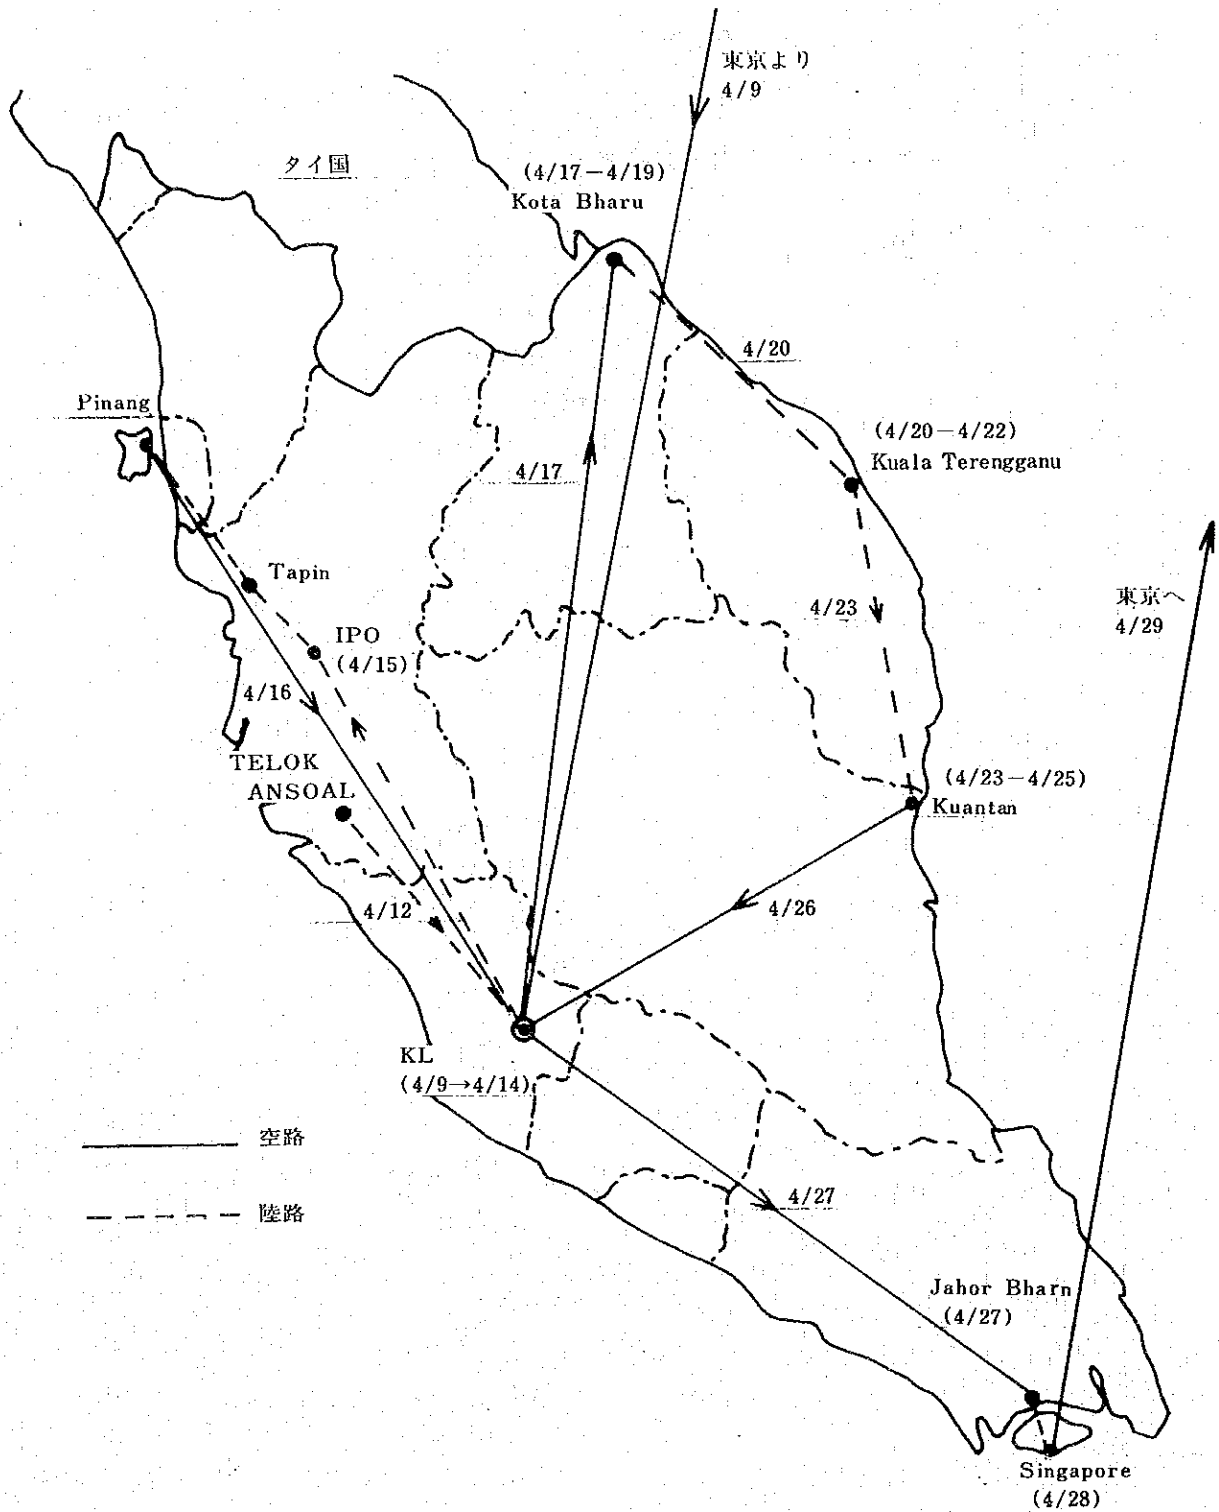 東京より
4/9
タイ国
(4/17-4/19)
Kota Bharu
4/20
Pinang
(4/20-4/22)
Kuala Terengganu
4/17
Tapin
東京へ
4/29
4/23
IPO
(4/15)
4/16
TELOK
ANSOAL
(4/23-4/25)
Kuantan
4/12
4/26
KL
(4/9→4/14)
空路
陸路
4/27
Jahor Bharn
(4/27)
Singapore
(4/28)